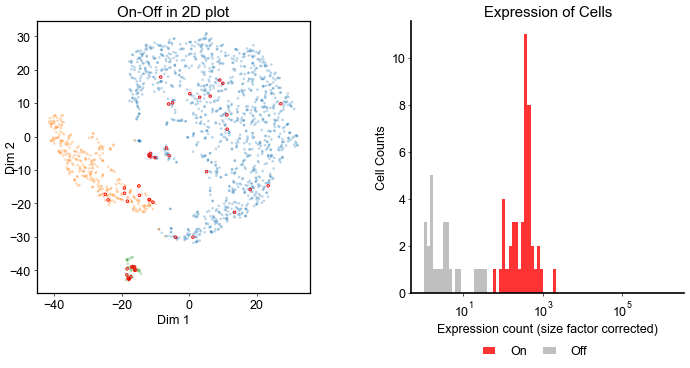 On-Off in 2D plot
30
20
10
0
−10
−20
−30
−40
Dim 2
−40 −20 0 20
Dim 1
Expression of Cells
10
8
6
4
2
0
Cell Counts
10^1 10^3 10^5
Expression count (size factor corrected)
On Off